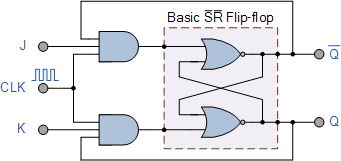 Basic S̅R̅ Flip-flop
J
Q̅
CLK
Q
K